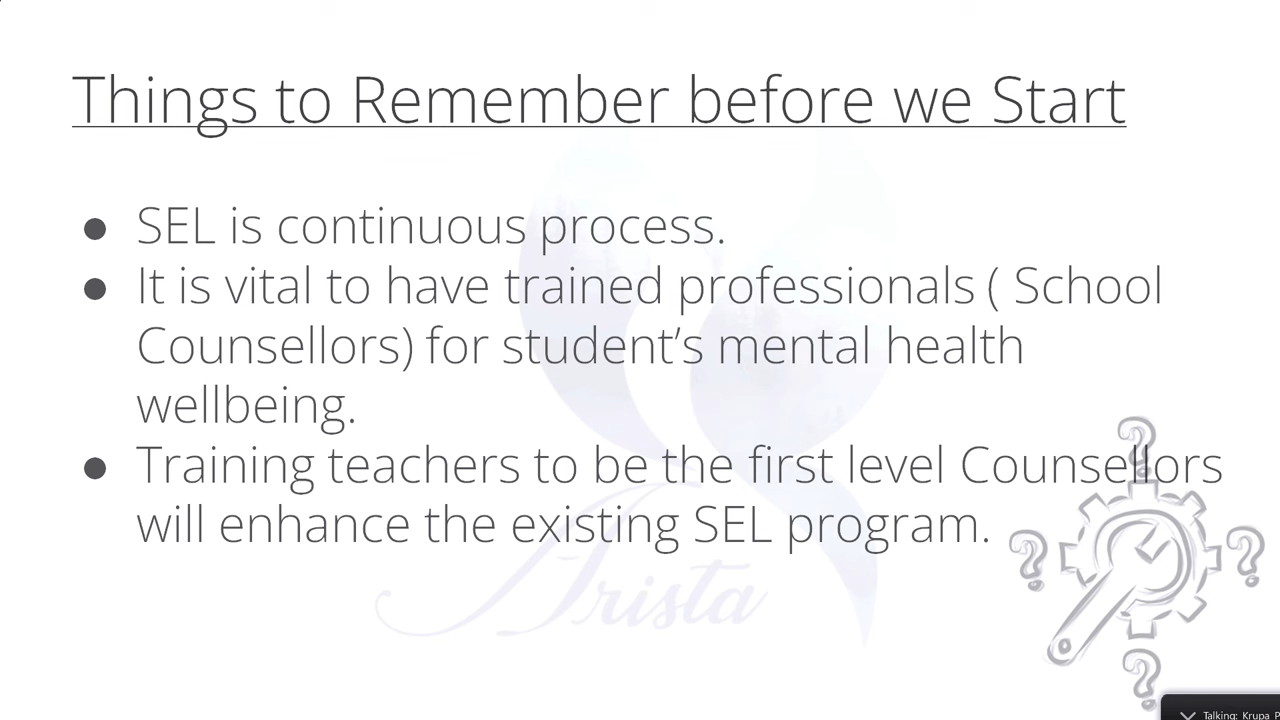 Things to Remember before we Start
● SEL is continuous process.
● It is vital to have trained professionals ( School
Counsellors) for student’s mental health
wellbeing.
● Training teachers to be the first level Counsellors
will enhance the existing SEL program.
Arista
? ? ? ?
Talking: Krupa P